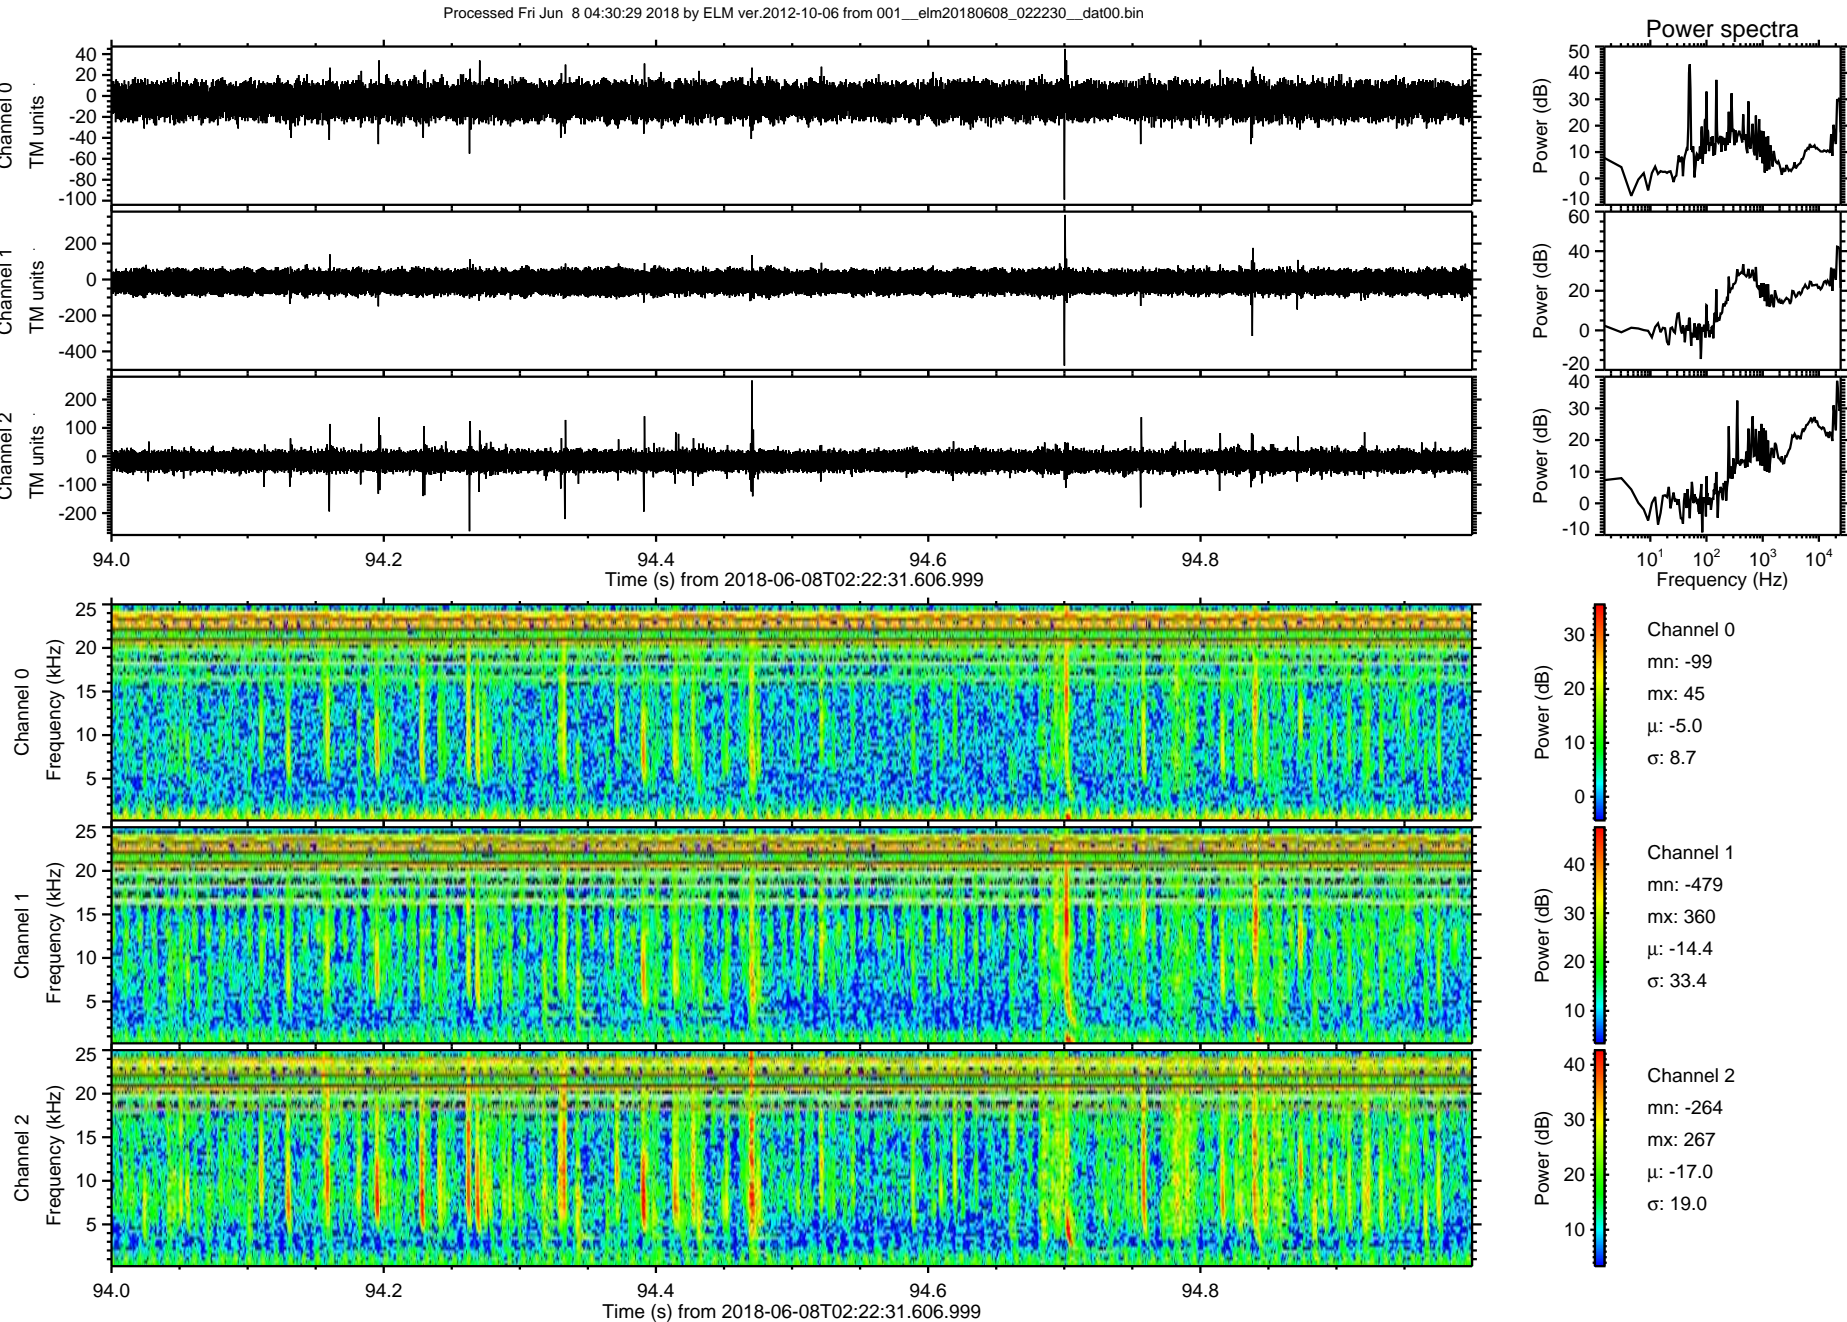 Processed Fri Jun  8 04:30:29 2018 by ELM ver.2012-10-06 from 001__elm20180608_022230__dat00.bin
Power spectra
Channel 0
TM units
40
20
0
-20
-40
-60
-80
-100
Power (dB)
50
40
30
20
10
0
-10
Channel 1
TM units
200
0
-200
-400
Power (dB)
60
40
20
0
-20
Channel 2
TM units
200
100
0
-100
-200
Power (dB)
40
30
20
10
0
-10
94.0 94.2 94.4 94.6 94.8
Time (s) from 2018-06-08T02:22:31.606.999
10¹ 10² 10³ 10⁴
Frequency (Hz)
Channel 0
Frequency (kHz)
25
20
15
10
5
Power (dB)
30
20
10
0
Channel 0
mn: -99
mx: 45
μ: -5.0
σ: 8.7
Channel 1
Frequency (kHz)
25
20
15
10
5
Power (dB)
40
30
20
10
Channel 1
mn: -479
mx: 360
μ: -14.4
σ: 33.4
Channel 2
Frequency (kHz)
25
20
15
10
5
Power (dB)
40
30
20
10
Channel 2
mn: -264
mx: 267
μ: -17.0
σ: 19.0
94.0 94.2 94.4 94.6 94.8
Time (s) from 2018-06-08T02:22:31.606.999